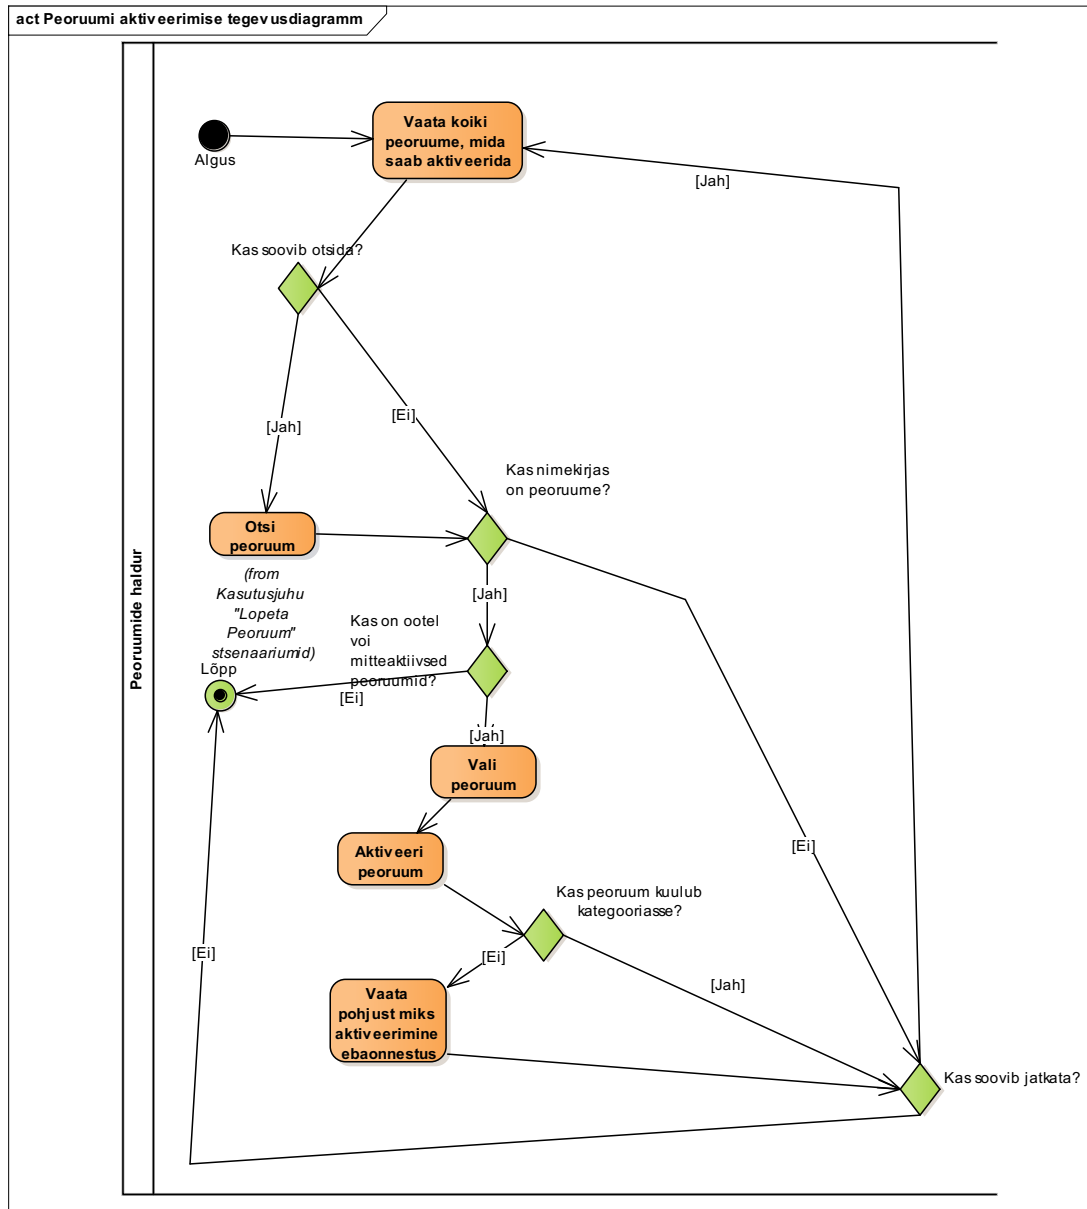 act Peoruumi aktiveerimise tegevusdiagramm
Peoruumide haldur
Algus
Vaata koiki
peoruume, mida
saab aktiveerida
[Jah]
Kas soovib otsida?
[Jah]
[Ei]
Kas nimekirjas
on peoruume?
Otsi
peoruum
(from
Kasutusjuhu
"Lopeta
Peoruum"
stsenaariumid)
[Jah]
Kas on ootel
voi
mitteaktiivsed
peoruumid?
Lõpp
[Ei]
[Jah]
Vali
peoruum
Aktiveeri
peoruum
[Ei]
Kas peoruum kuulub
kategooriasse?
[Ei]
[Ei]
[Jah]
Vaata
pohjust miks
aktiveerimine
ebaonnestus
Kas soovib jatkata?